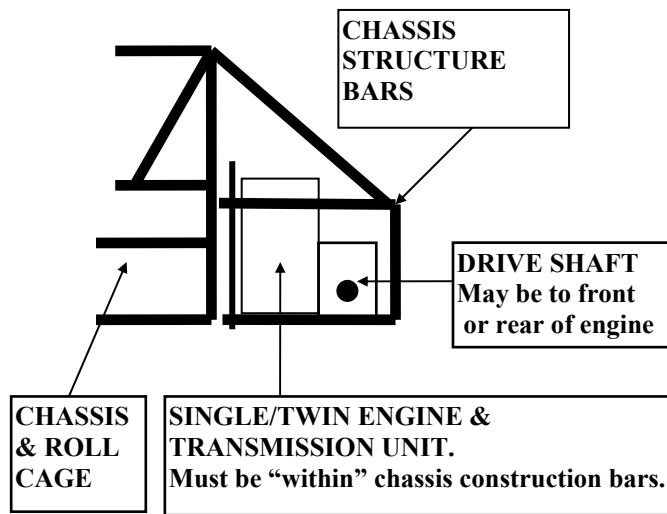 CHASSIS
STRUCTURE
BARS
DRIVE SHAFT
May be to front
or rear of engine
CHASSIS
& ROLL
CAGE
SINGLE/TWIN ENGINE &
TRANSMISSION UNIT.
Must be “within” chassis construction bars.